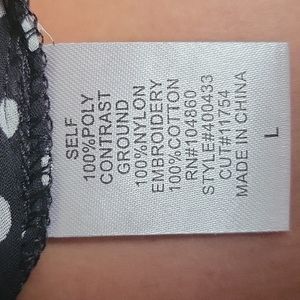 SELF
100%POLY
CONTRAST
GROUND
100%NYLON
EMBROIDERY
100%COTTON
RN#104860
STYLE#400433
CUT#11754
MADE IN CHINA
L